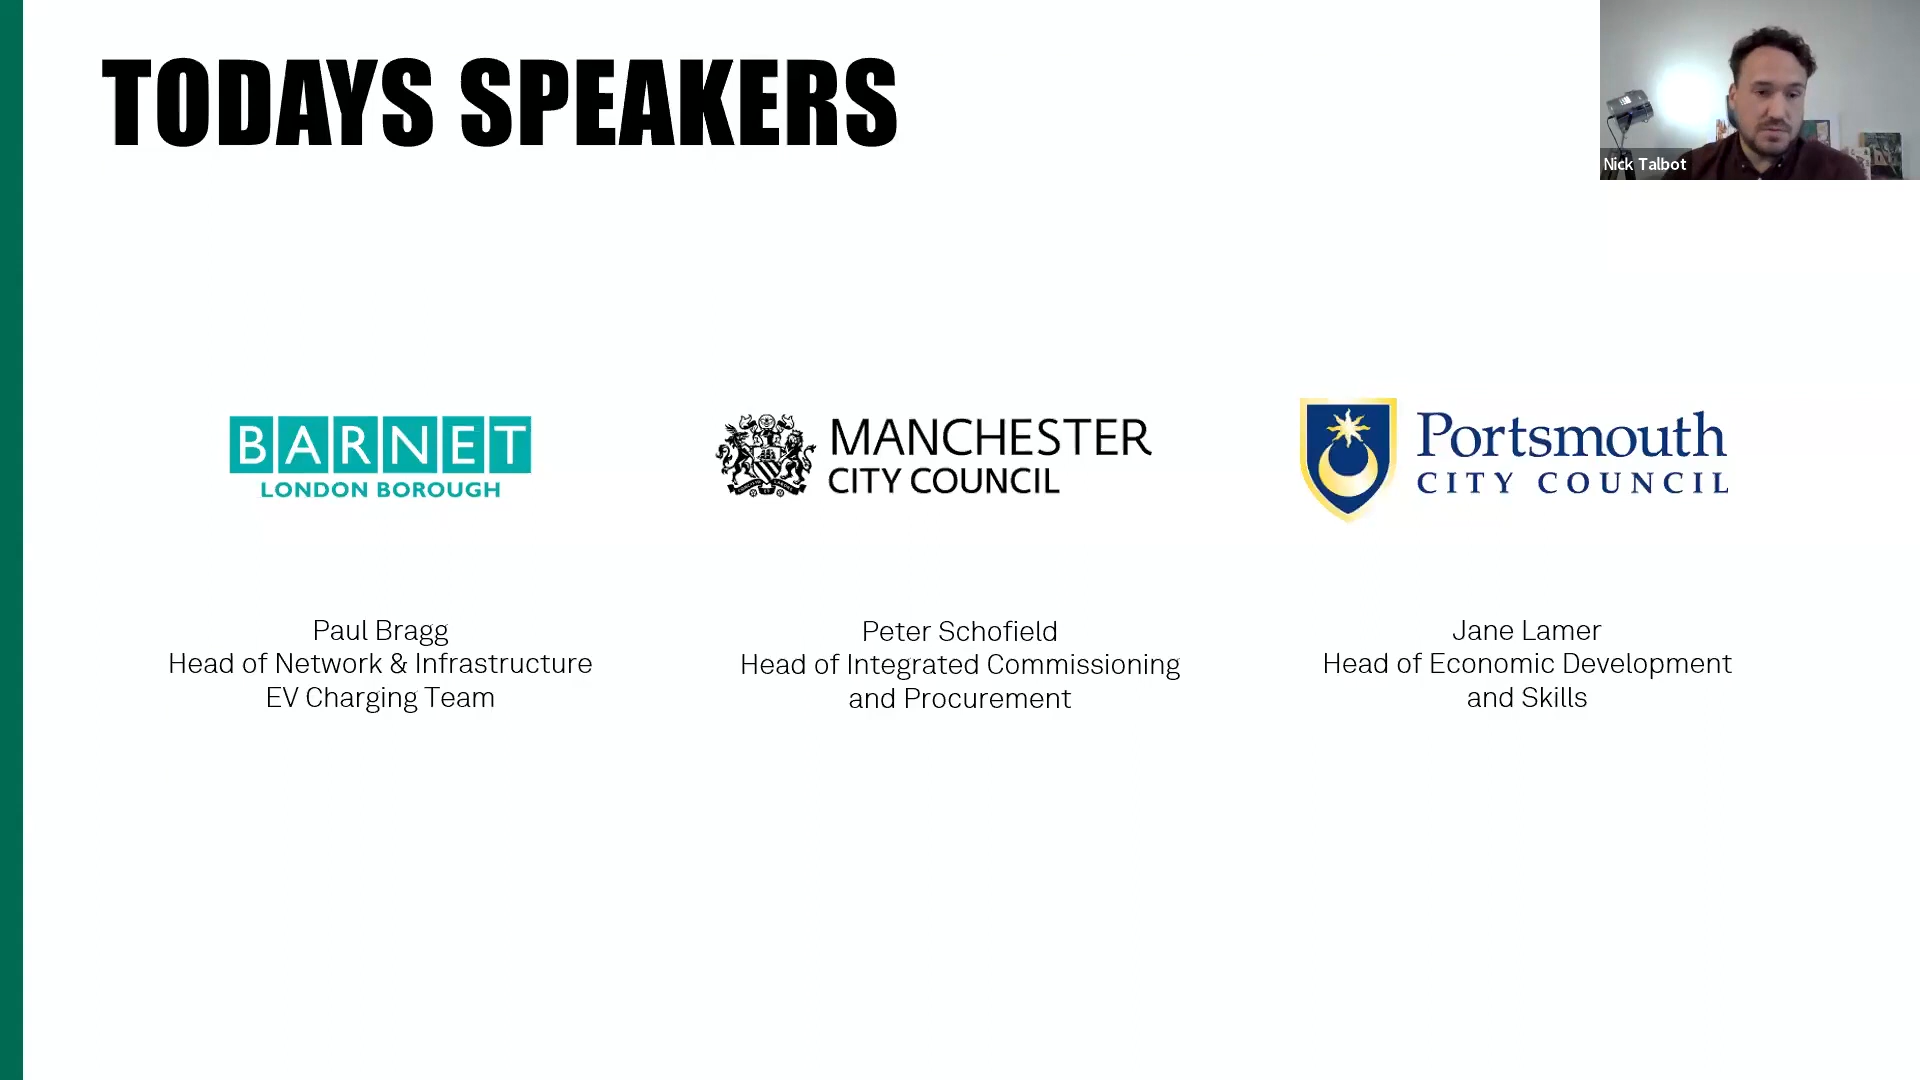 TODAYS SPEAKERS
Nick Talbot
BARNET
LONDON BOROUGH
MANCHESTER
CITY COUNCIL
Portsmouth
CITY COUNCIL
Paul Bragg
Head of Network & Infrastructure
EV Charging Team
Peter Schofield
Head of Integrated Commissioning
and Procurement
Jane Lamer
Head of Economic Development
and Skills